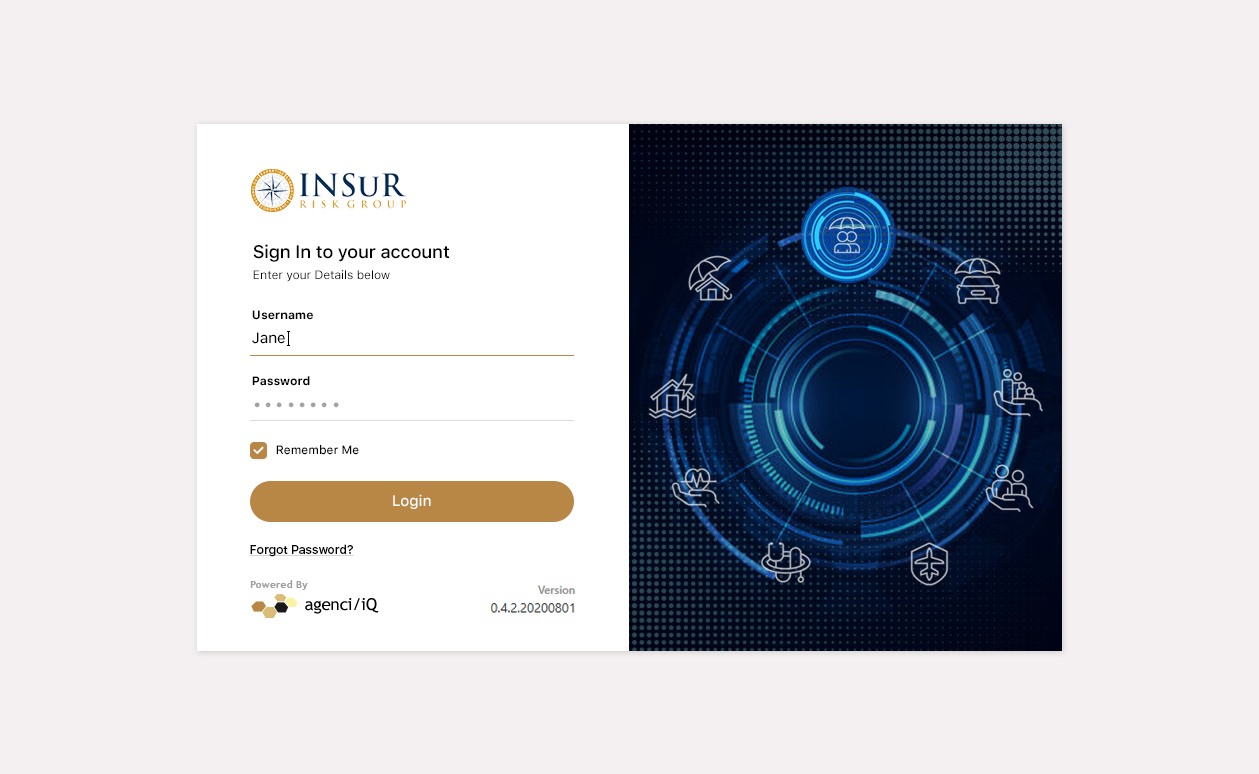 INSuR
RISK GROUP
Sign In to your account
Enter your Details below
Username
Jane
Password
Remember Me
Login
Forgot Password?
Powered By
agenci/iQ
Version
0.4.2.20200801